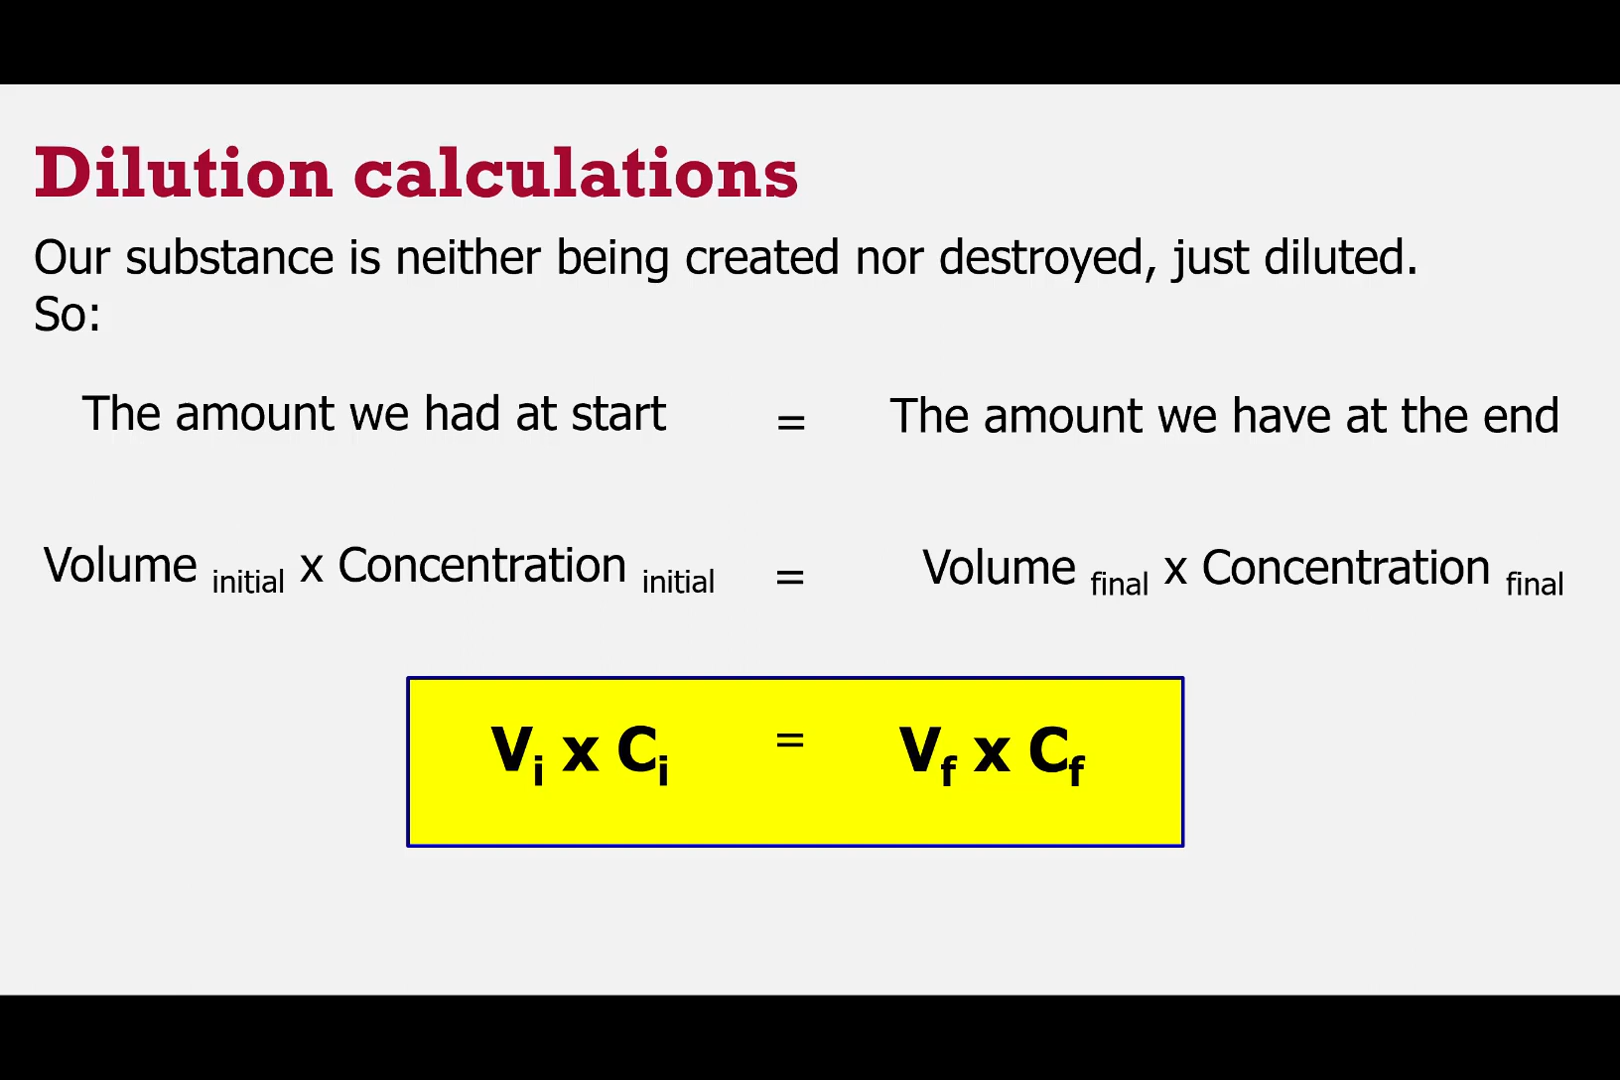 Dilution calculations
Our substance is neither being created nor destroyed, just diluted.
So:
The amount we had at start = The amount we have at the end
Volume initial x Concentration initial = Volume final x Concentration final
Vi x Ci = Vf x Cf